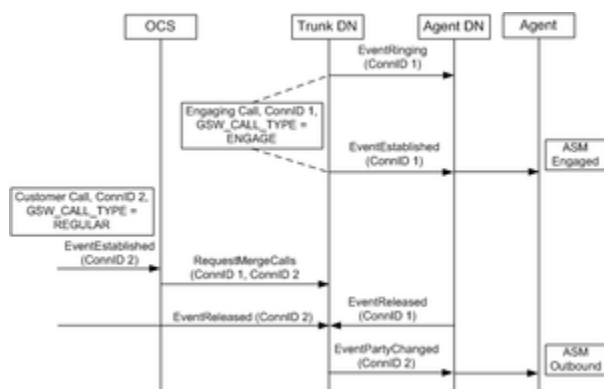 OCS
Trunk DN
Agent DN
Agent
EventRinging
(ConnID 1)
Engaging Call, ConnID 1,
GSW_CALL_TYPE =
ENGAGE
EventEstablished
(ConnID 1)
ASM
Engaged
Customer Call, ConnID 2,
GSW_CALL_TYPE =
REGULAR
EventEstablished
(ConnID 2)
RequestMergeCalls
(ConnID 1, ConnID 2
EventReleased (ConnID 2)
EventReleased
(ConnID 1)
EventPartyChanged
(ConnID 2)
ASM
Outbound